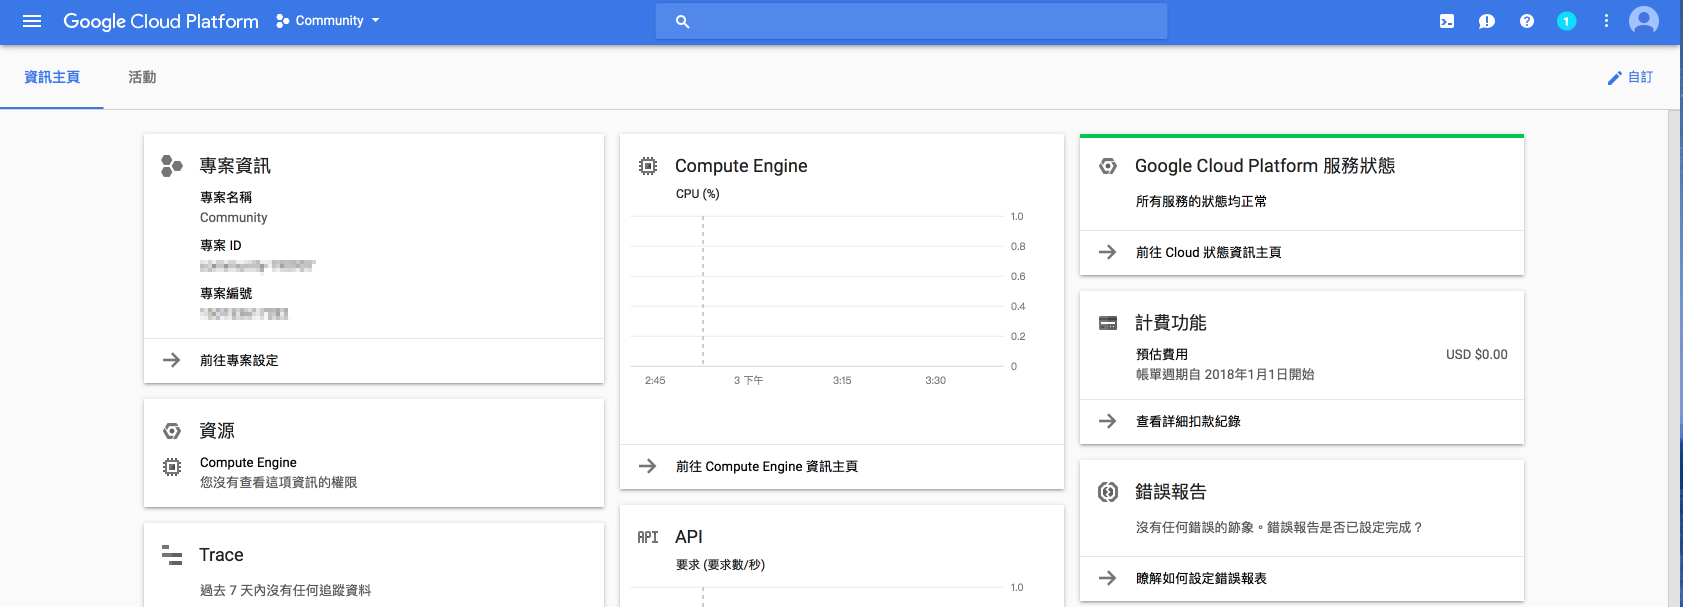 Google Cloud Platform
Community
1
資訊主頁
活動
自訂
專案資訊
專案名稱
Community
專案 ID
專案編號
前往專案設定
資源
Compute Engine
您沒有查看這項資訊的權限
Trace
過去 7 天內沒有任何追蹤資料
Compute Engine
CPU (%)
1.0
0.8
0.6
0.4
0.2
0
2:45
3 下午
3:15
3:30
前往 Compute Engine 資訊主頁
API
API
要求 (要求數/秒)
1.0
Google Cloud Platform 服務狀態
所有服務的狀態均正常
前往 Cloud 狀態資訊主頁
計費功能
預估費用
USD $0.00
帳單週期自 2018年1月1日開始
查看詳細扣款紀錄
錯誤報告
沒有任何錯誤的跡象。錯誤報告是否已設定完成？
瞭解如何設定錯誤報表